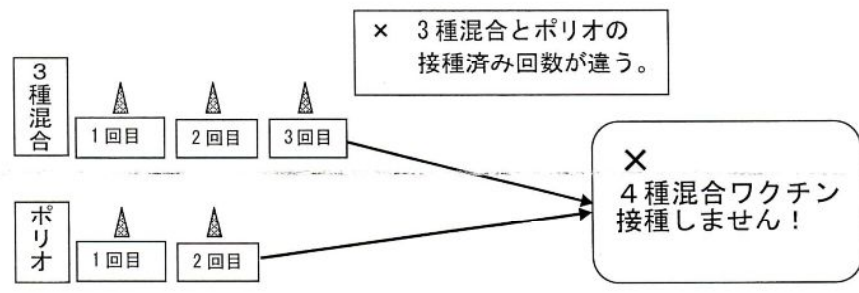 × 3種混合とポリオの
接種済み回数が違う。
3種混合
1回目
2回目
3回目
×
4種混合ワクチン
接種しません！
ポリオ
1回目
2回目